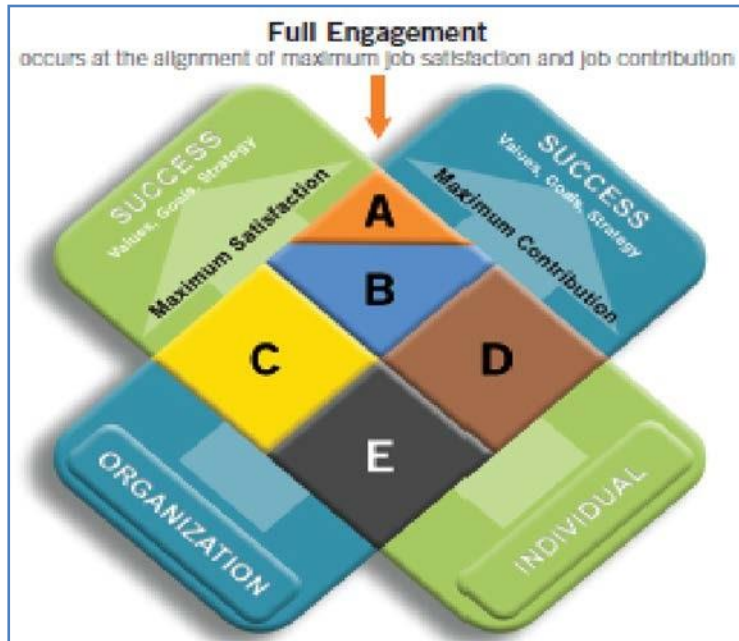 Full Engagement
occurs at the alignment of maximum job satisfaction and job contribution
SUCCESS
Values, Goals, Strategy
Maximum Satisfaction
SUCCESS
Values, Goals, Strategy
Maximum Contribution
A
B
C
D
E
ORGANIZATION
INDIVIDUAL